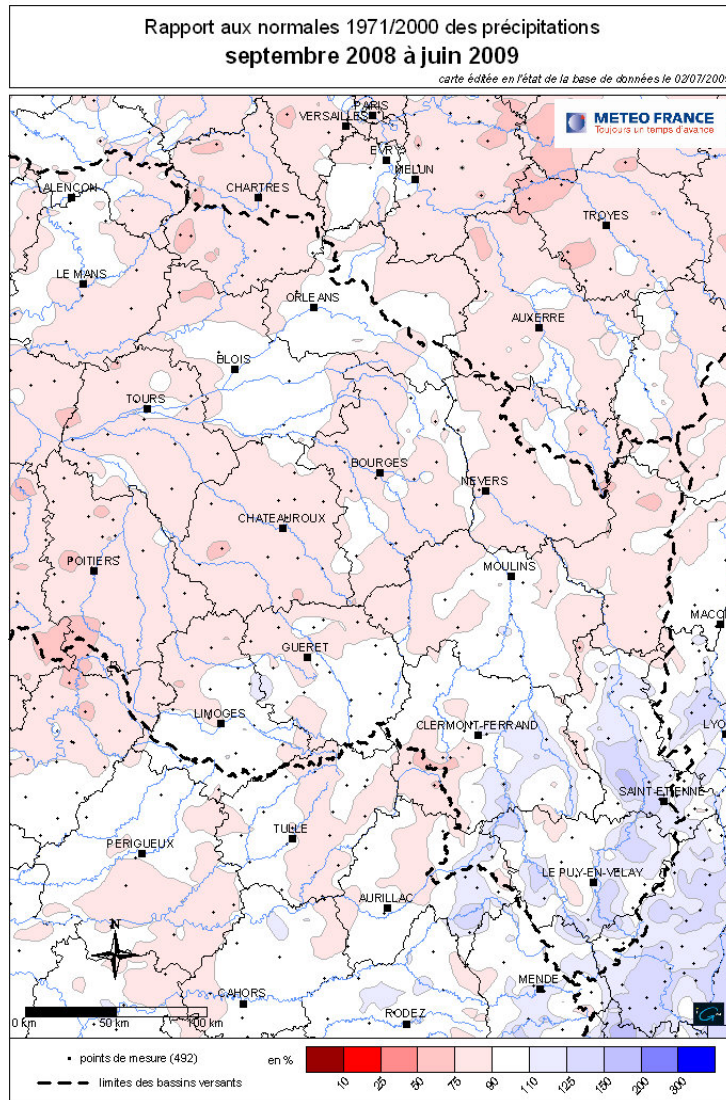 Rapport aux normales 1971/2000 des précipitations
septembre 2008 à juin 2009
carte éditée en l'état de la base de données le 02/07/2009
METEO FRANCE
Toujours un temps d'avance
PARIS
VERSAILLES
EVRY
MELUN
ALENÇON
CHARTRES
TROYES
LE MANS
ORLEANS
AUXERRE
BLOIS
TOURS
BOURGES
NEVERS
CHATEAUROUX
POITIERS
MOULINS
MACO
GUERET
LIMOGES
CLERMONT-FERRAND
LYO
SAINT-ETIENNE
TULLE
PERIGUEUX
LE PUY-EN-VELAY
AURILLAC
N
MENDE
CAHORS
RODEZ
0 km 50 km 100 km
points de mesure (492)
limites des bassins versants
en %
10 25 50 75 90 110 125 150 200 300